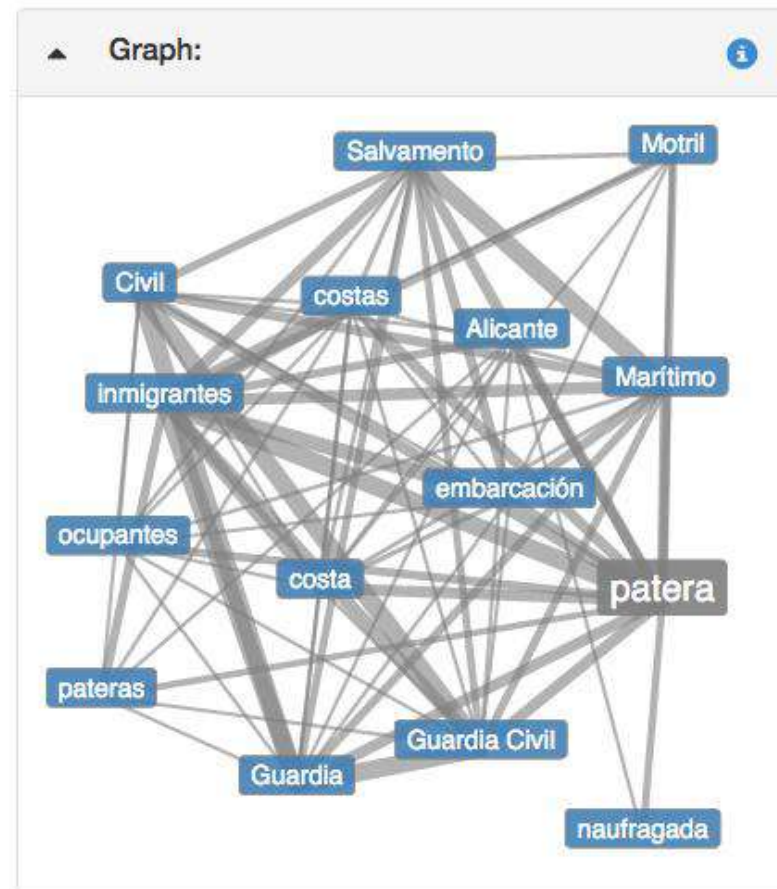 Graph:
Salvamento
Motril
Civil
costas
Alicante
inmigrantes
Marítimo
embarcación
ocupantes
costa
patera
pateras
Guardia Civil
Guardia
naufragada